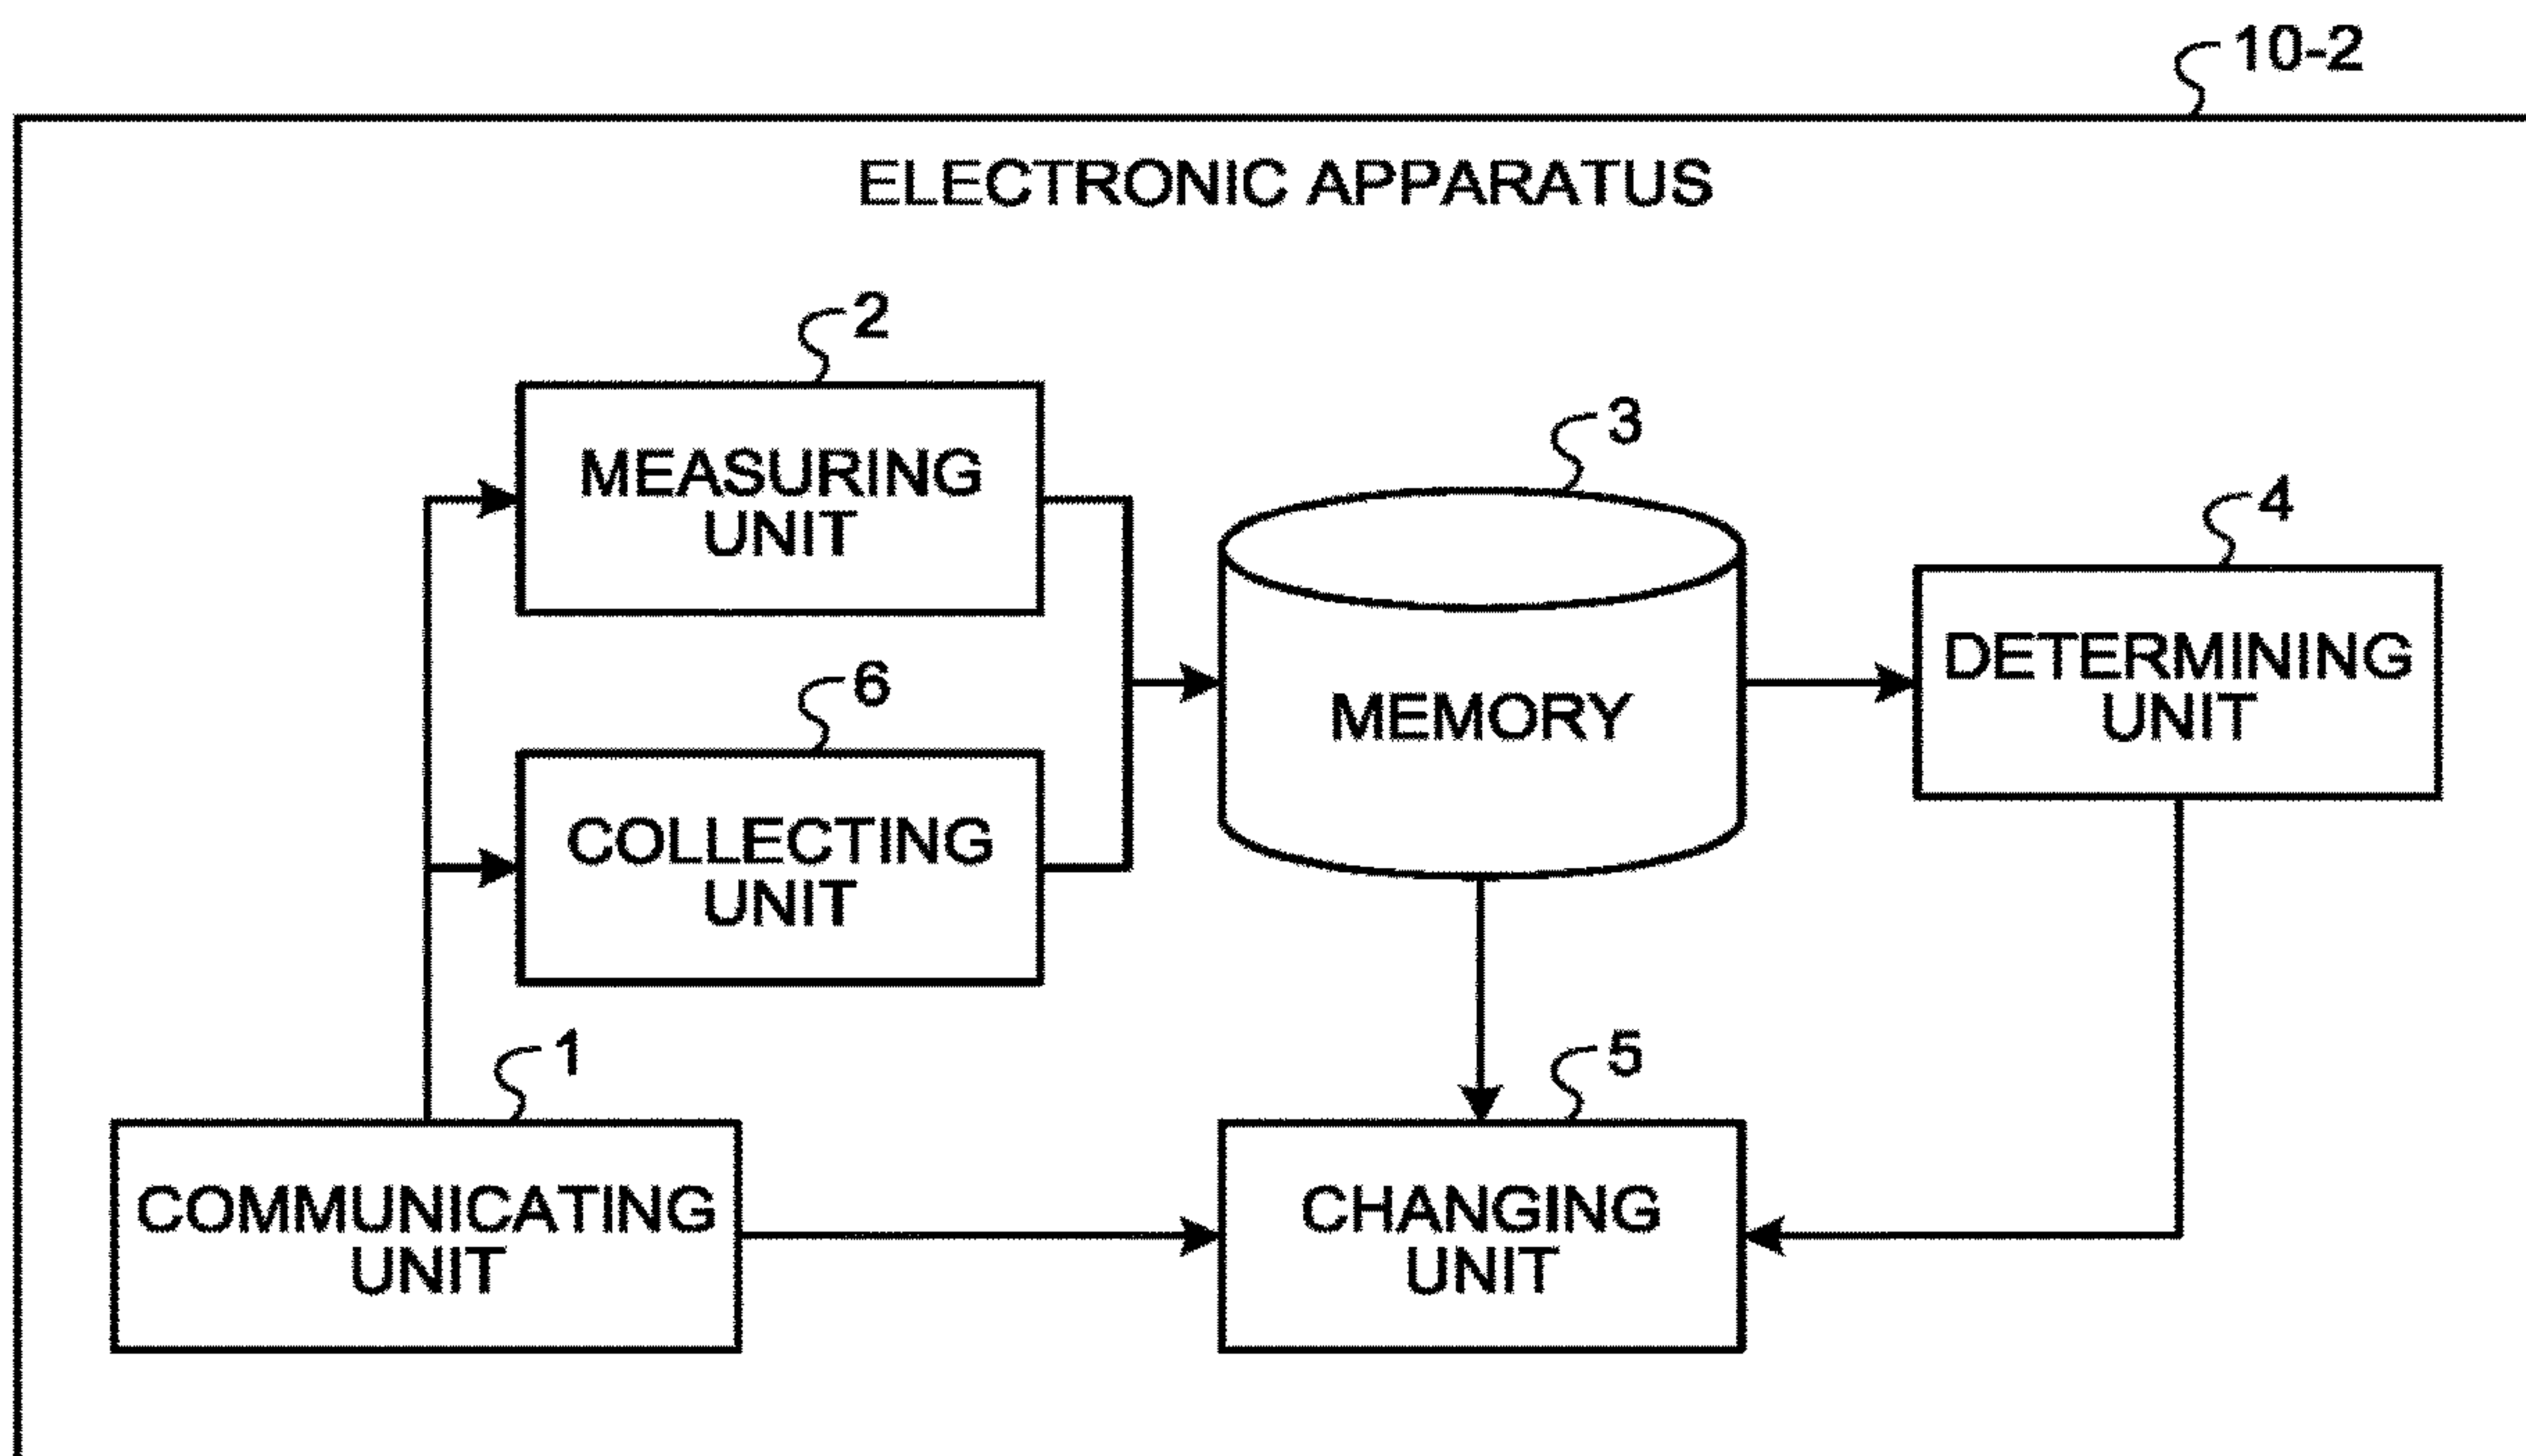 10-2
ELECTRONIC APPARATUS
2
MEASURING
UNIT
3
MEMORY
4
DETERMINING
UNIT
6
COLLECTING
UNIT
1
COMMUNICATING
UNIT
5
CHANGING
UNIT